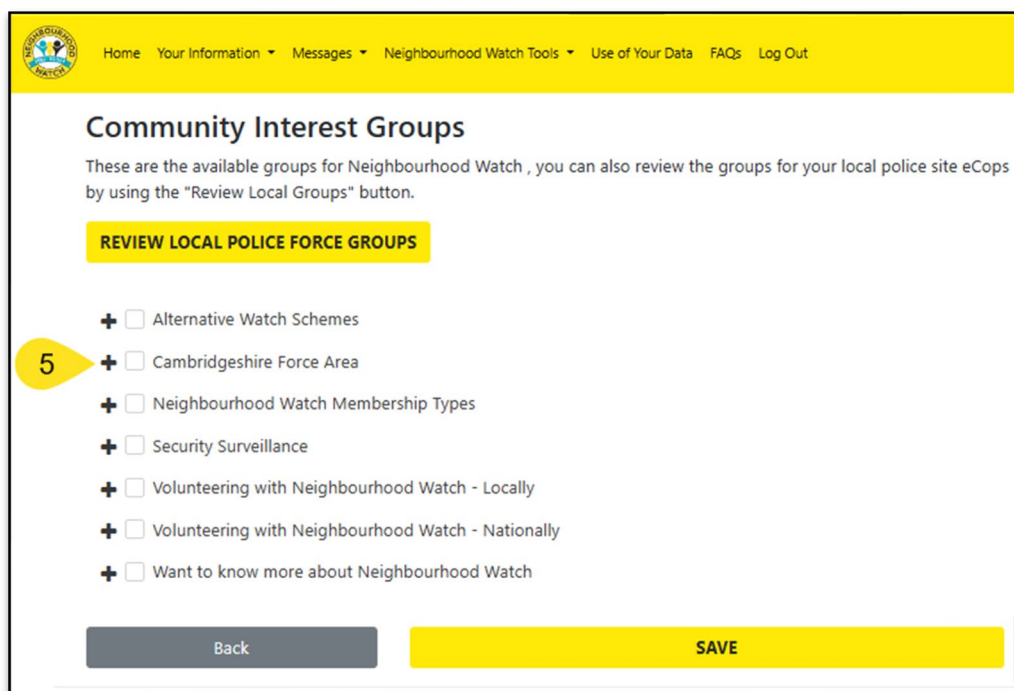 NEIGHBOURHOOD
WATCH
Home Your Information Messages Neighbourhood Watch Tools Use of Your Data FAQs Log Out
Community Interest Groups
These are the available groups for Neighbourhood Watch , you can also review the groups for your local police site eCops
by using the "Review Local Groups" button.
REVIEW LOCAL POLICE FORCE GROUPS
Alternative Watch Schemes
5 Cambridgeshire Force Area
Neighbourhood Watch Membership Types
Security Surveillance
Volunteering with Neighbourhood Watch - Locally
Volunteering with Neighbourhood Watch - Nationally
Want to know more about Neighbourhood Watch
Back SAVE